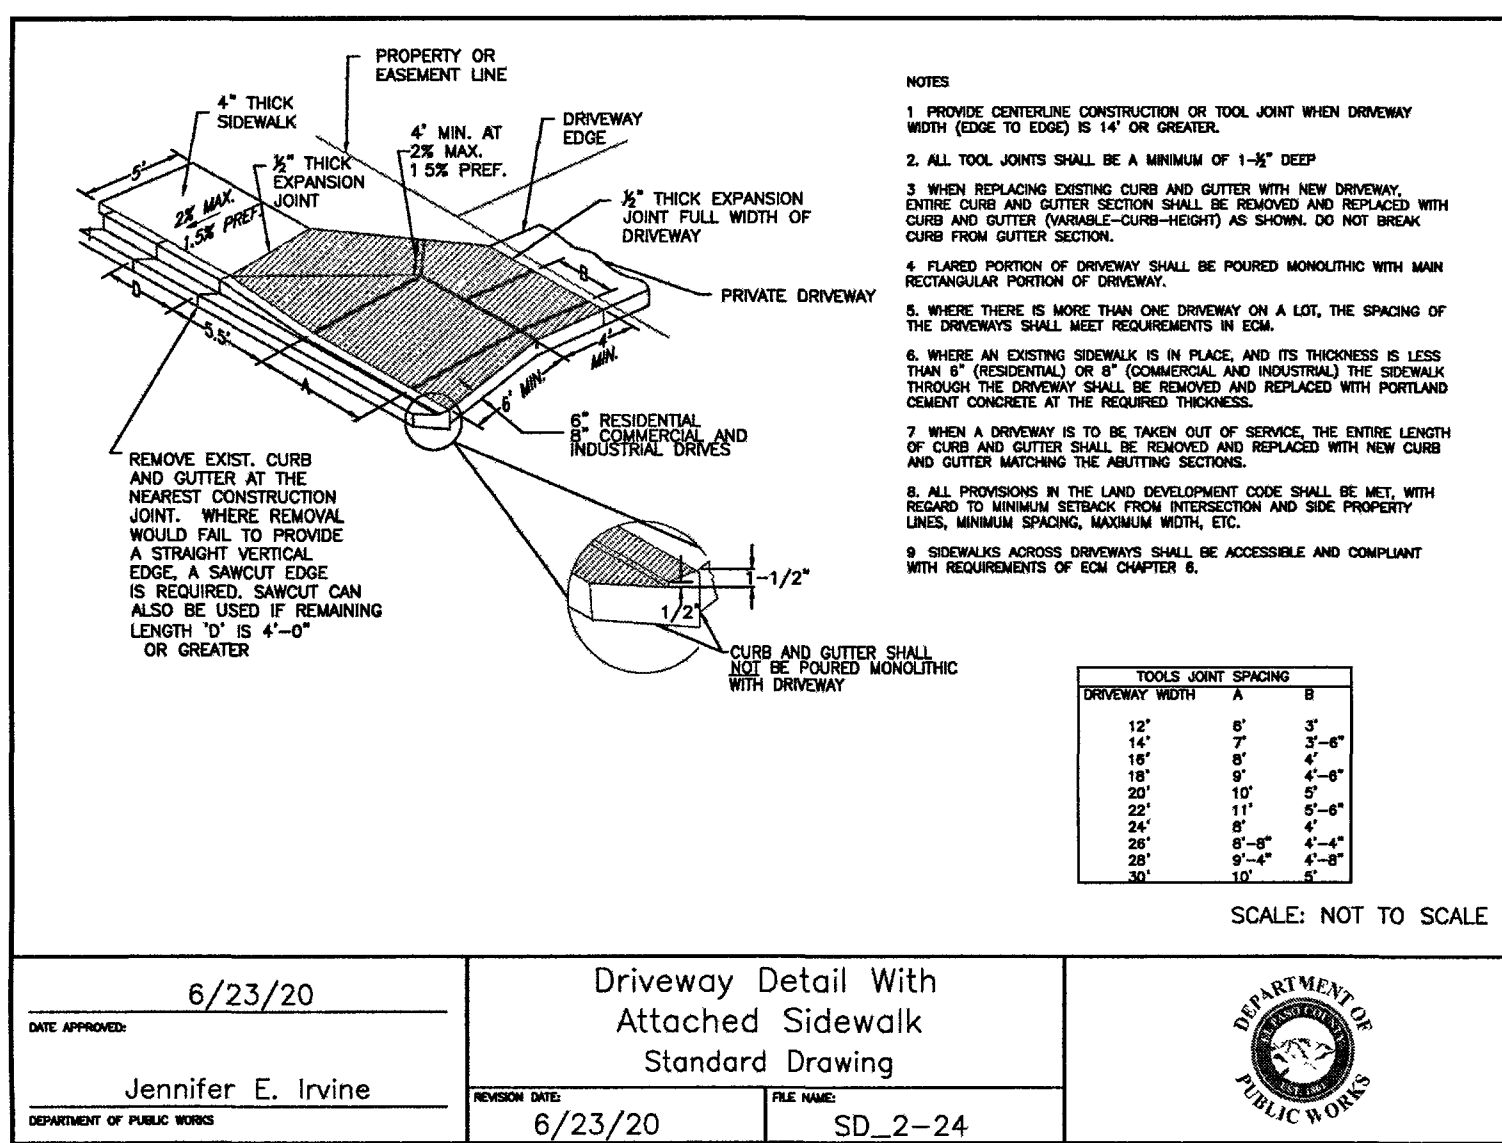 PROPERTY OR
EASEMENT LINE
4" THICK
SIDEWALK
½" THICK
EXPANSION
JOINT
4' MIN. AT
2% MAX.
1 5% PREF.
DRIVEWAY
EDGE
5'
2% MAX.
1.5% PREF.
½" THICK EXPANSION
JOINT FULL WIDTH OF
DRIVEWAY
B
PRIVATE DRIVEWAY
D
5.5'
A
6' MIN.
4'
MIN.
6" RESIDENTIAL
8" COMMERCIAL AND
INDUSTRIAL DRIVES
REMOVE EXIST. CURB
AND GUTTER AT THE
NEAREST CONSTRUCTION
JOINT. WHERE REMOVAL
WOULD FAIL TO PROVIDE
A STRAIGHT VERTICAL
EDGE, A SAWCUT EDGE
IS REQUIRED. SAWCUT CAN
ALSO BE USED IF REMAINING
LENGTH 'D' IS 4'-0"
OR GREATER
1-1/2"
1/2"
CURB AND GUTTER SHALL
NOT BE POURED MONOLITHIC
WITH DRIVEWAY
NOTES
1 PROVIDE CENTERLINE CONSTRUCTION OR TOOL JOINT WHEN DRIVEWAY
WIDTH (EDGE TO EDGE) IS 14' OR GREATER.
2. ALL TOOL JOINTS SHALL BE A MINIMUM OF 1-½" DEEP
3 WHEN REPLACING EXISTING CURB AND GUTTER WITH NEW DRIVEWAY,
ENTIRE CURB AND GUTTER SECTION SHALL BE REMOVED AND REPLACED WITH
CURB AND GUTTER (VARIABLE-CURB-HEIGHT) AS SHOWN. DO NOT BREAK
CURB FROM GUTTER SECTION.
4 FLARED PORTION OF DRIVEWAY SHALL BE POURED MONOLITHIC WITH MAIN
RECTANGULAR PORTION OF DRIVEWAY.
5. WHERE THERE IS MORE THAN ONE DRIVEWAY ON A LOT, THE SPACING OF
THE DRIVEWAYS SHALL MEET REQUIREMENTS IN ECM.
6. WHERE AN EXISTING SIDEWALK IS IN PLACE, AND ITS THICKNESS IS LESS
THAN 6" (RESIDENTIAL) OR 8" (COMMERCIAL AND INDUSTRIAL) THE SIDEWALK
THROUGH THE DRIVEWAY SHALL BE REMOVED AND REPLACED WITH PORTLAND
CEMENT CONCRETE AT THE REQUIRED THICKNESS.
7 WHEN A DRIVEWAY IS TO BE TAKEN OUT OF SERVICE, THE ENTIRE LENGTH
OF CURB AND GUTTER SHALL BE REMOVED AND REPLACED WITH NEW CURB
AND GUTTER MATCHING THE ABUTTING SECTIONS.
8. ALL PROVISIONS IN THE LAND DEVELOPMENT CODE SHALL BE MET, WITH
REGARD TO MINIMUM SETBACK FROM INTERSECTION AND SIDE PROPERTY
LINES, MINIMUM SPACING, MAXIMUM WIDTH, ETC.
9 SIDEWALKS ACROSS DRIVEWAYS SHALL BE ACCESSIBLE AND COMPLIANT
WITH REQUIREMENTS OF ECM CHAPTER 6.
TOOLS JOINT SPACING
DRIVEWAY WIDTH A B
12' 6' 3'
14' 7' 3'-6"
16' 8' 4'
18' 9' 4'-6"
20' 10' 5'
22' 11' 5'-6"
24' 8' 4'
26' 8'-8" 4'-4"
28' 9'-4" 4'-8"
30' 10' 5'
SCALE: NOT TO SCALE
6/23/20
DATE APPROVED:
Jennifer E. Irvine
DEPARTMENT OF PUBLIC WORKS
Driveway Detail With
Attached Sidewalk
Standard Drawing
REVISION DATE:
6/23/20
FILE NAME:
SD_2-24
DEPARTMENT OF
PUBLIC WORKS